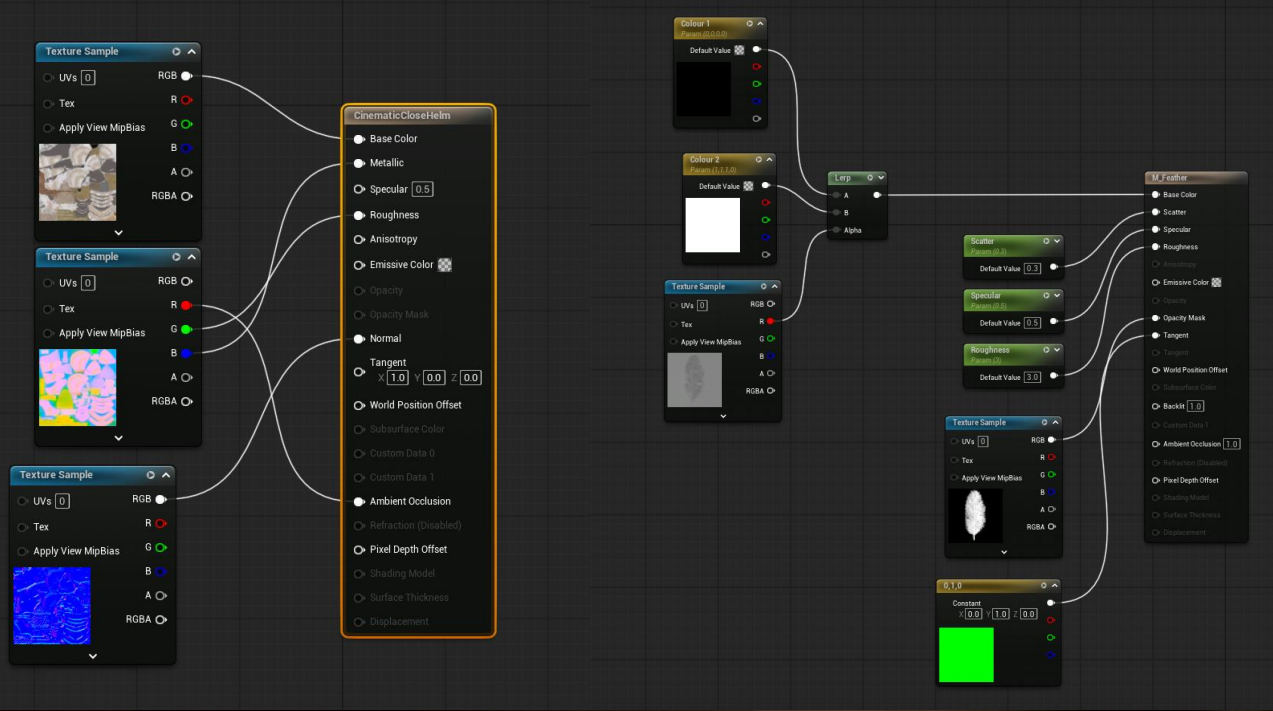 Texture Sample
UVs 0
RGB
Tex
R
Apply View MipBias
G
B
A
RGBA
Texture Sample
UVs 0
RGB
Tex
R
Apply View MipBias
G
B
A
RGBA
Texture Sample
UVs 0
RGB
Tex
R
Apply View MipBias
G
B
A
RGBA
CinematicCloseHelm
Base Color
Metallic
Specular 0.5
Roughness
Anisotropy
Emissive Color
Opacity
Opacity Mask
Normal
Tangent
X 1.0 Y 0.0 Z 0.0
World Position Offset
Subsurface Color
Custom Data 0
Custom Data 1
Ambient Occlusion
Refraction (Disabled)
Pixel Depth Offset
Shading Model
Surface Thickness
Displacement
Colour 1
Param (0,0,0,0)
Default Value
Colour 2
Param (1,1,1,0)
Default Value
Texture Sample
UVs 0
RGB
Tex
R
Apply View MipBias
G
B
A
RGBA
Lerp
A
B
Alpha
Scatter
Param (0.3)
Default Value 0.3
Specular
Param (0.5)
Default Value 0.5
Roughness
Param (3)
Default Value 3.0
Texture Sample
UVs 0
RGB
Tex
R
Apply View MipBias
G
B
A
RGBA
0,1,0
Constant
X 0.0 Y 1.0 Z 0.0
M_Feather
Base Color
Scatter
Specular
Roughness
Anisotropy
Emissive Color
Opacity
Opacity Mask
Tangent
Tangent
World Position Offset
Subsurface Color
Backlit 1.0
Custom Data 1
Ambient Occlusion 1.0
Refraction (Disabled)
Pixel Depth Offset
Shading Model
Surface Thickness
Displacement